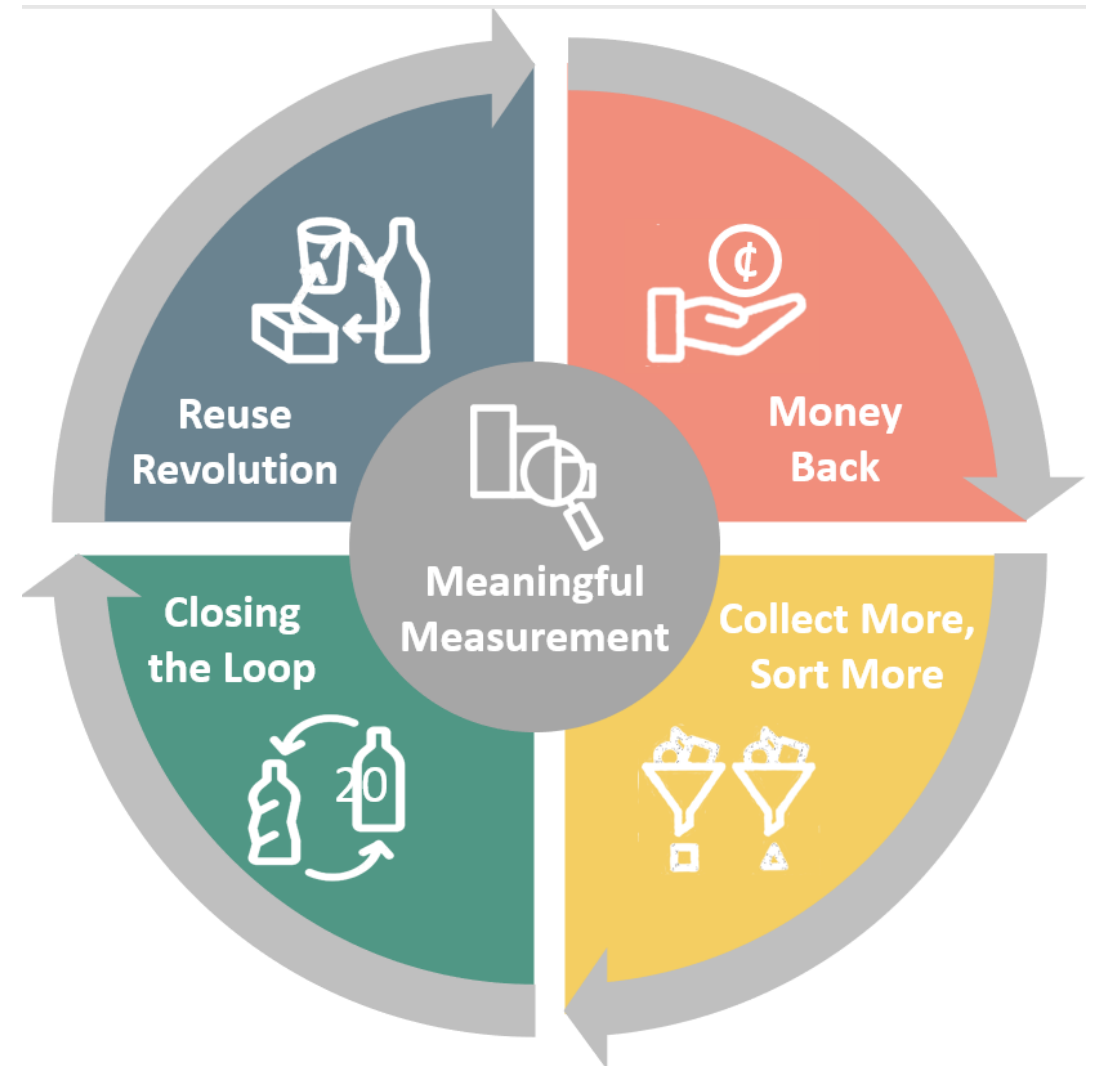 Reuse
Revolution
¢
Money
Back
Meaningful
Measurement
Closing
the Loop
20
Collect More,
Sort More